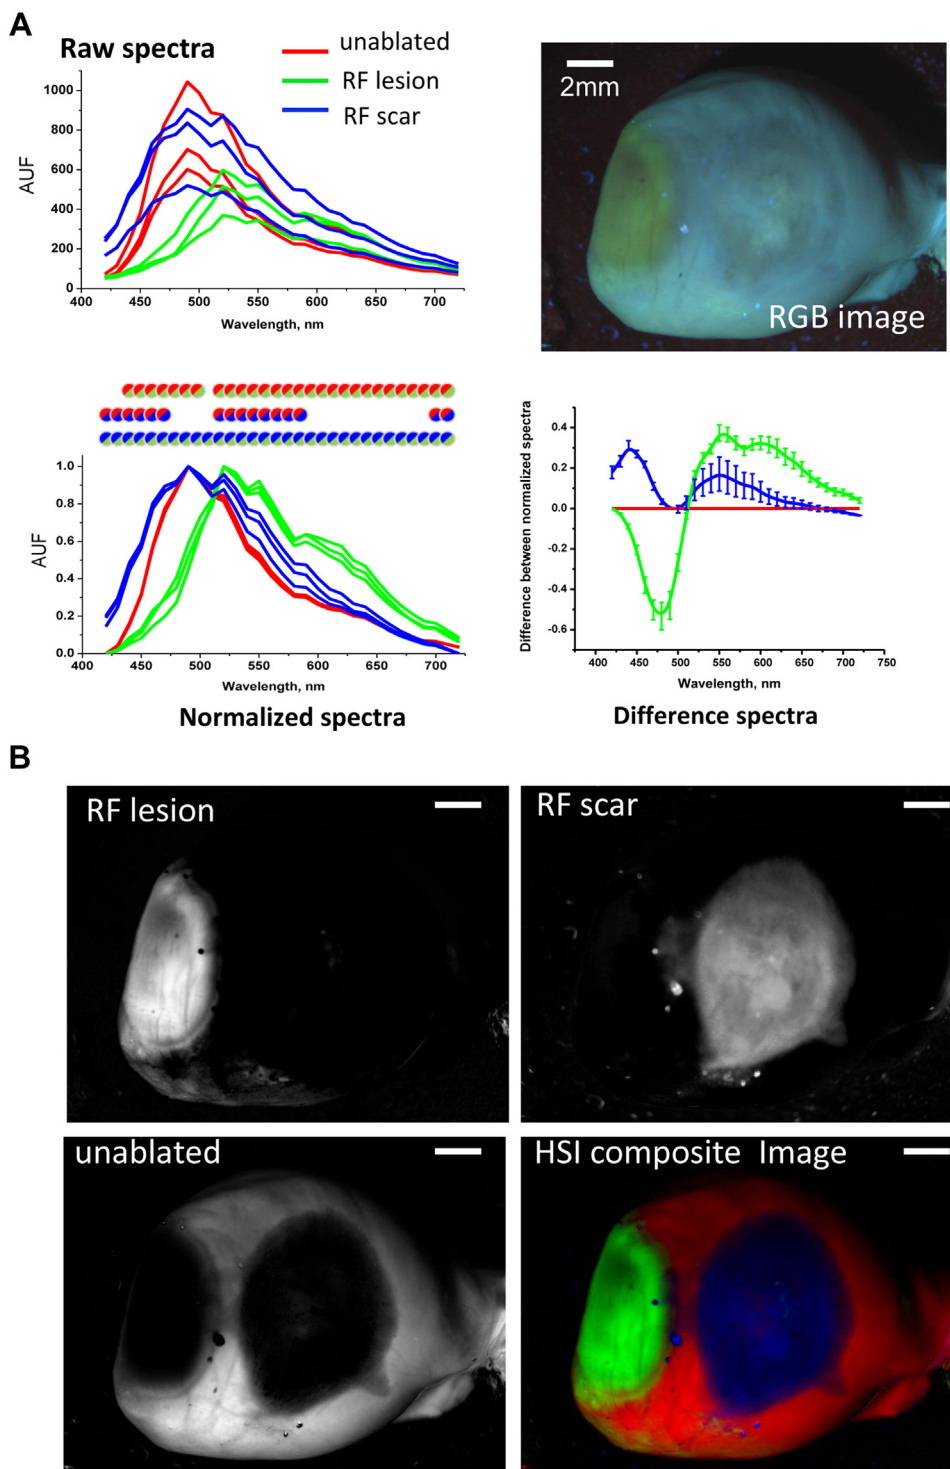 A
Raw spectra
unablated
RF lesion
RF scar
1000
800
600
400
200
0
AUF
400 450 500 550 600 650 700
Wavelength, nm
2mm
RGB image
1.0
0.8
0.6
0.4
0.2
0.0
AUF
400 450 500 550 600 650 700
Wavelength, nm
Normalized spectra
0.4
0.2
0.0
-0.2
-0.4
-0.6
Difference between normalized spectra
400 450 500 550 600 650 700 750
Wavelength, nm
Difference spectra
B
RF lesion
RF scar
unablated
HSI composite Image